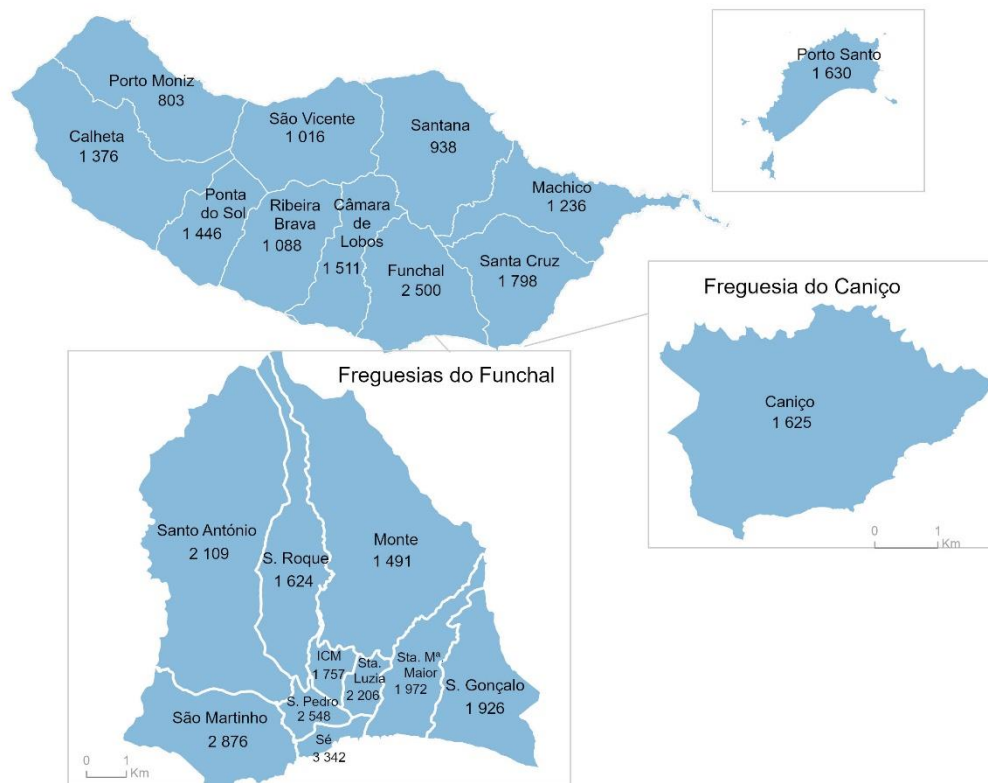 Porto Moniz
803
Calheta
1 376
São Vicente
1 016
Santana
938
Machico
1 236
Ponta
do Sol
1 446
Ribeira
Brava
1 088
Câmara
de
Lobos
1 511
Funchal
2 500
Santa Cruz
1 798
Porto Santo
1 630
Freguesia do Caniço
Caniço
1 625
0 1
Km
Freguesias do Funchal
Santo António
2 109
S. Roque
1 624
Monte
1 491
ICM
1 757
Sta.
Luzia
2 206
Sta. Mª
Maior
1 972
S. Gonçalo
1 926
S. Pedro
2 548
São Martinho
2 876
Sé
3 342
0 1
Km